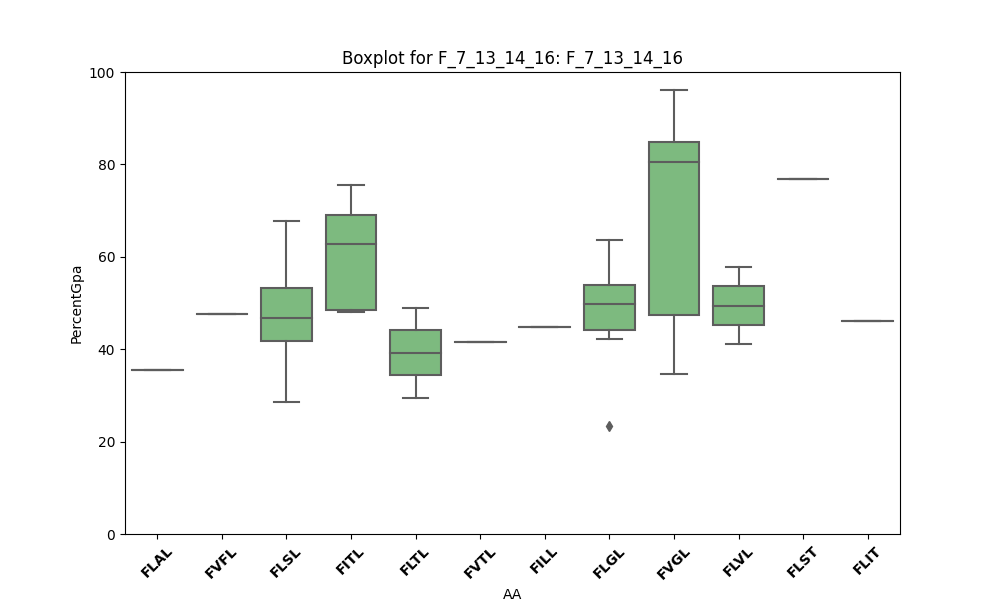 Boxplot for F_7_13_14_16: F_7_13_14_16
PercentGpa
100
80
60
40
20
0
FLAL FVFL FLSL FITL FLTL FVTL FILL FLGL FVGL FLVL FLST FLIT
AA